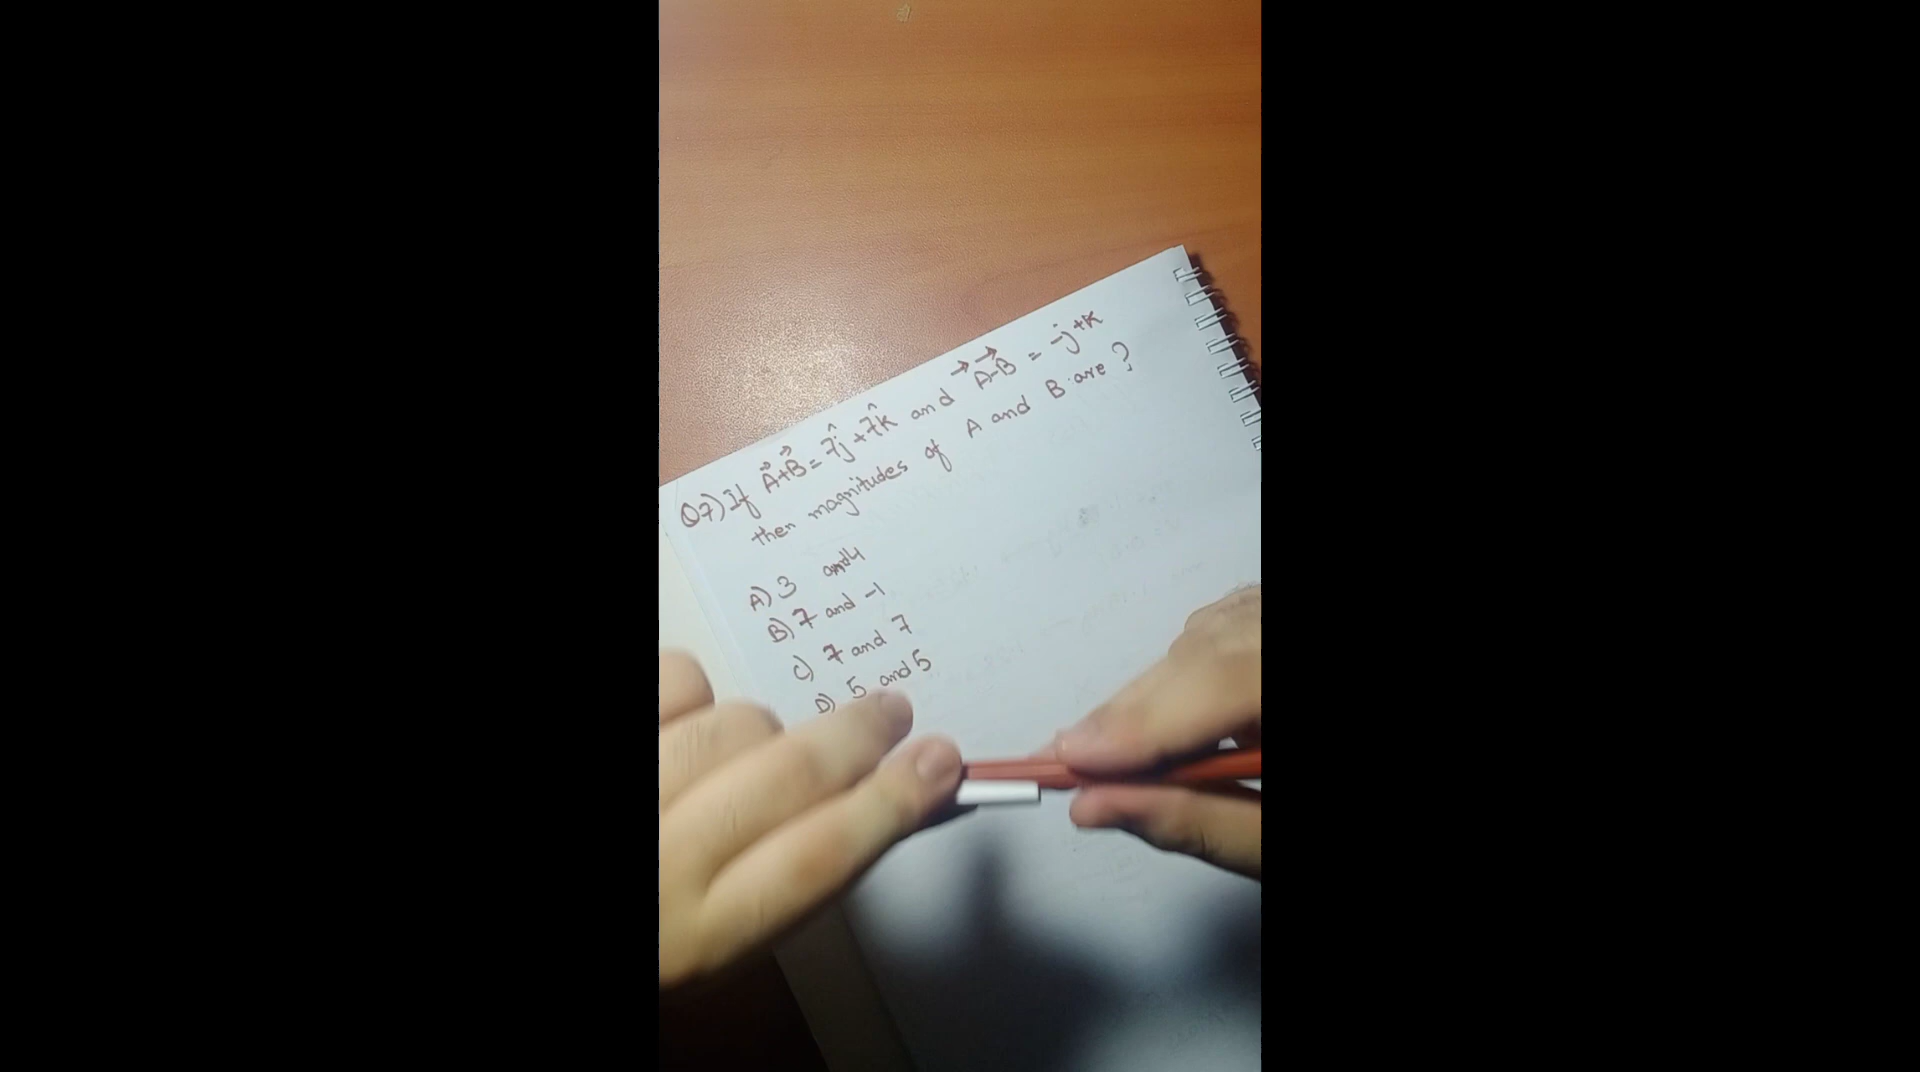 Q7) If A⃗+B⃗ = 7ĵ+7k̂ and →A⃗-B = -j+k
then magnitudes of A and B are?
A) 3 and 4
B) 7 and -1
C) 7 and 7
D) 5 and 5